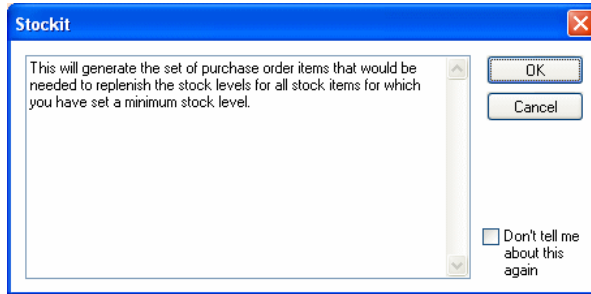 Stockit
This will generate the set of purchase order items that would be
needed to replenish the stock levels for all stock items for which
you have set a minimum stock level.
OK
Cancel
Don't tell me
about this
again